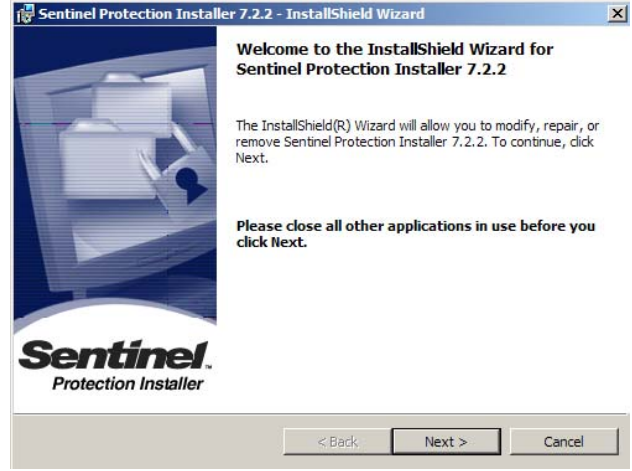 Sentinel Protection Installer 7.2.2 - InstallShield Wizard
Welcome to the InstallShield Wizard for
Sentinel Protection Installer 7.2.2
The InstallShield(R) Wizard will allow you to modify, repair, or
remove Sentinel Protection Installer 7.2.2. To continue, click
Next.
Please close all other applications in use before you
click Next.
Sentinel™
Protection Installer
< Back
Next >
Cancel